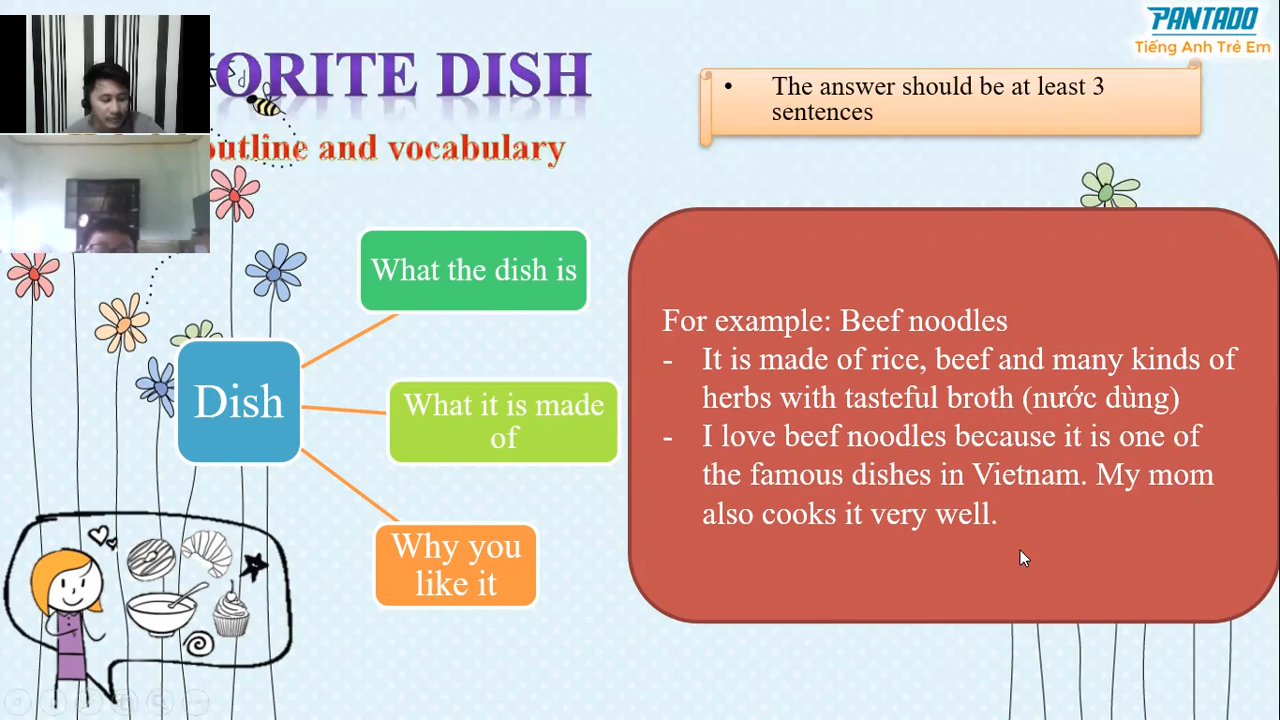 PANTADO
Tiếng Anh Trẻ Em
ORITE DISH
outline and vocabulary
• The answer should be at least 3
sentences
What the dish is
Dish
What it is made
of
Why you
like it
For example: Beef noodles
- It is made of rice, beef and many kinds of
herbs with tasteful broth (nước dùng)
- I love beef noodles because it is one of
the famous dishes in Vietnam. My mom
also cooks it very well.